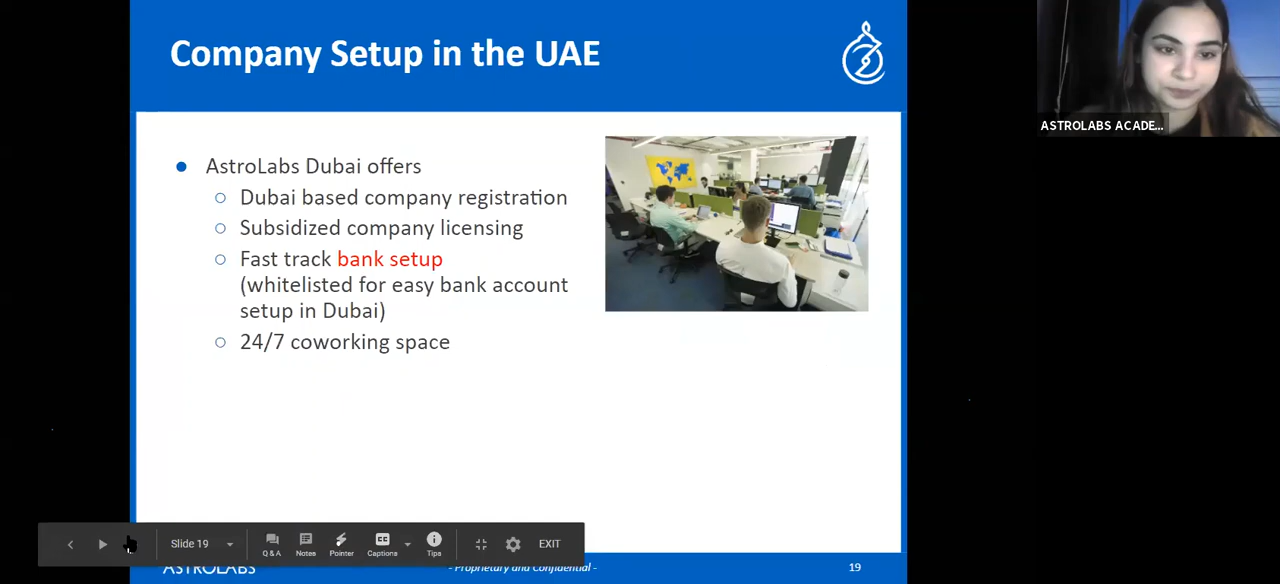 Company Setup in the UAE
ASTROLABS ACADE...
AstroLabs Dubai offers
Dubai based company registration
Subsidized company licensing
Fast track bank setup
(whitelisted for easy bank account
setup in Dubai)
24/7 coworking space
Slide 19
Q & A
Notes
Pointer
Captions
Tips
EXIT
ASTROLABS
- Proprietary and Confidential -
19